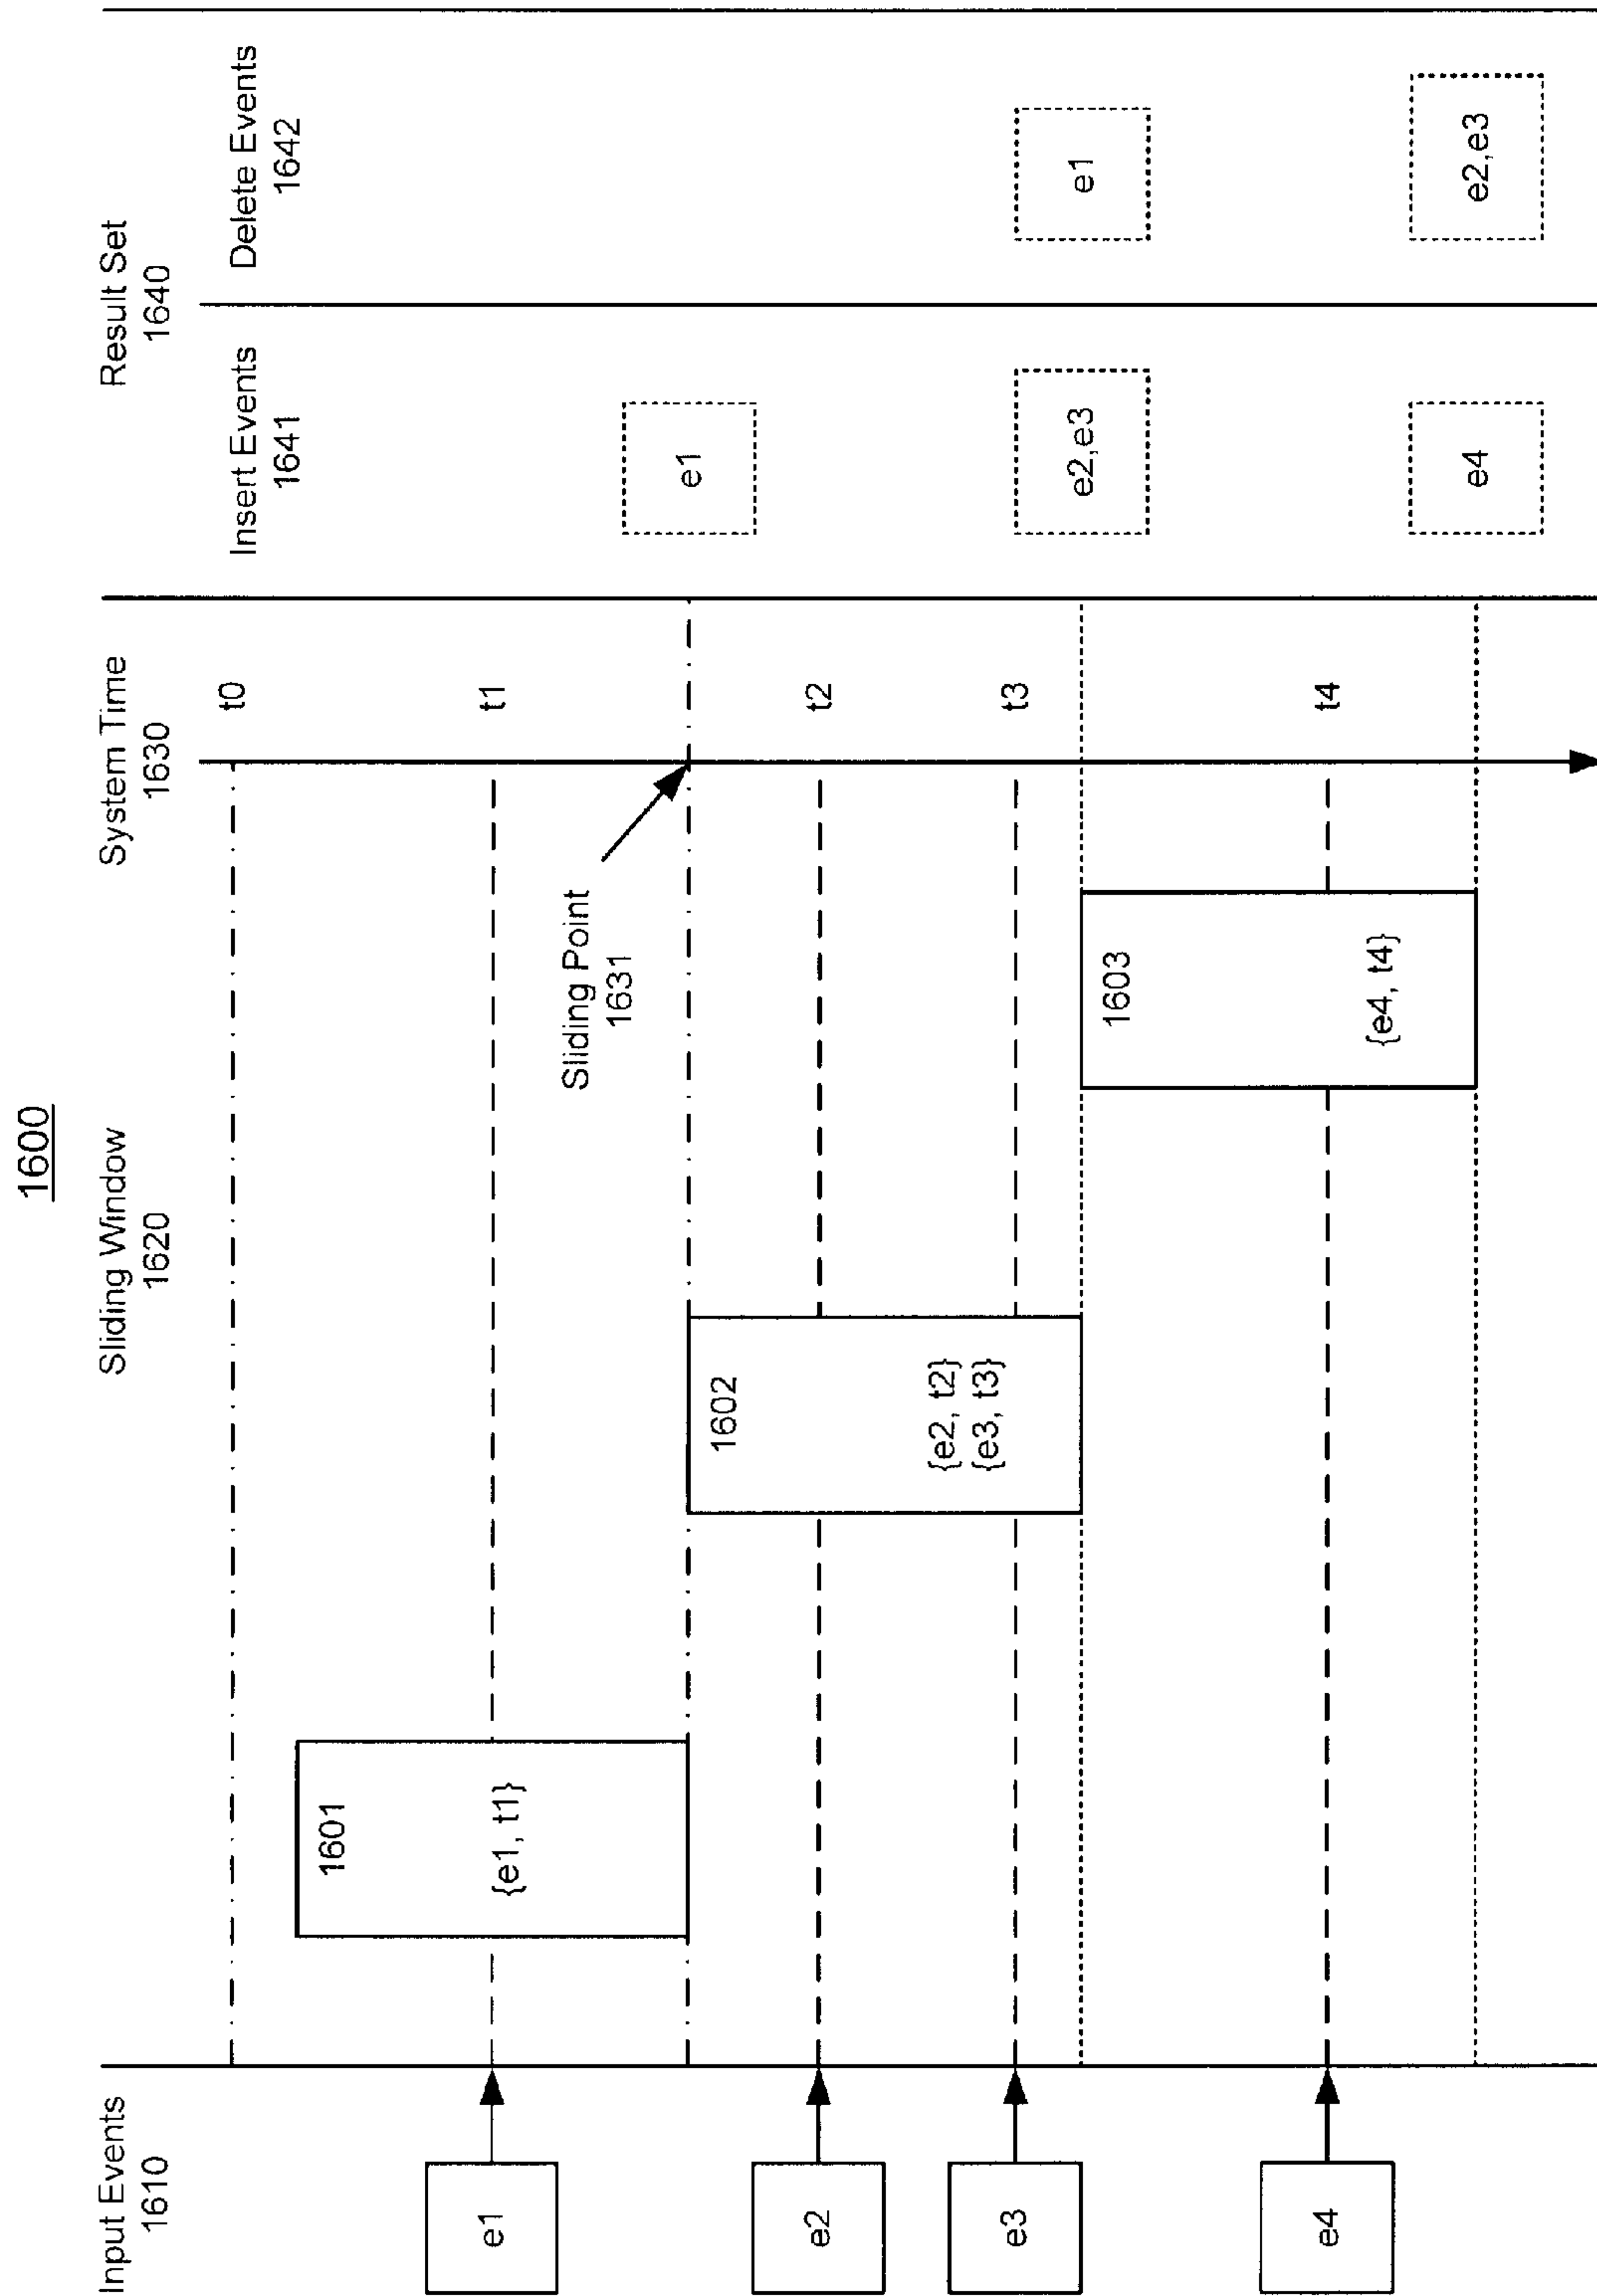 1600
Input Events
1610
Sliding Window
1620
System Time
1630
Result Set
1640
Insert Events
1641
Delete Events
1642
t0
1601
{e1, t1}
e1
t1
Sliding Point
1631
e1
1602
{e2, t2}
{e3, t3}
e2
t2
e3
t3
e2,e3
e1
1603
{e4, t4}
e4
t4
e4
e2,e3